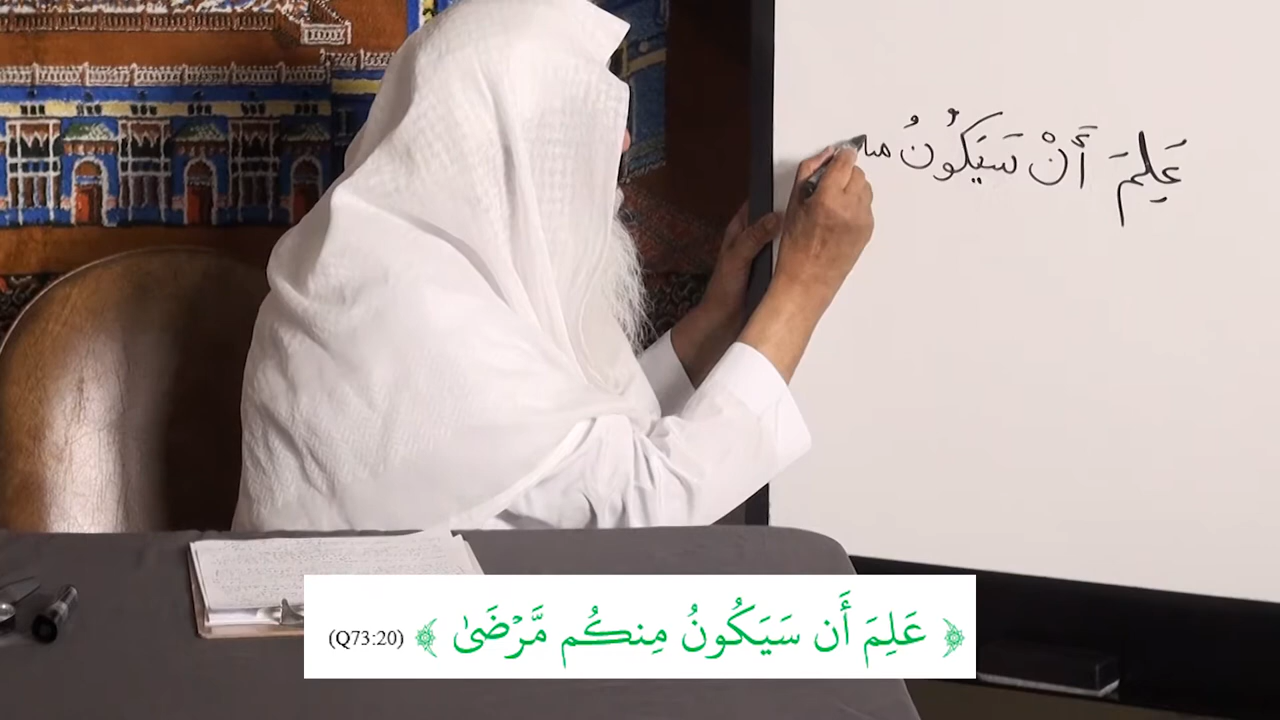 عَلِمَ أَنْ سَيَكُونُ
﴿ عَلِمَ أَن سَيَكُونُ مِنكُم مَّرۡضَىٰ ﴾ (Q73:20)